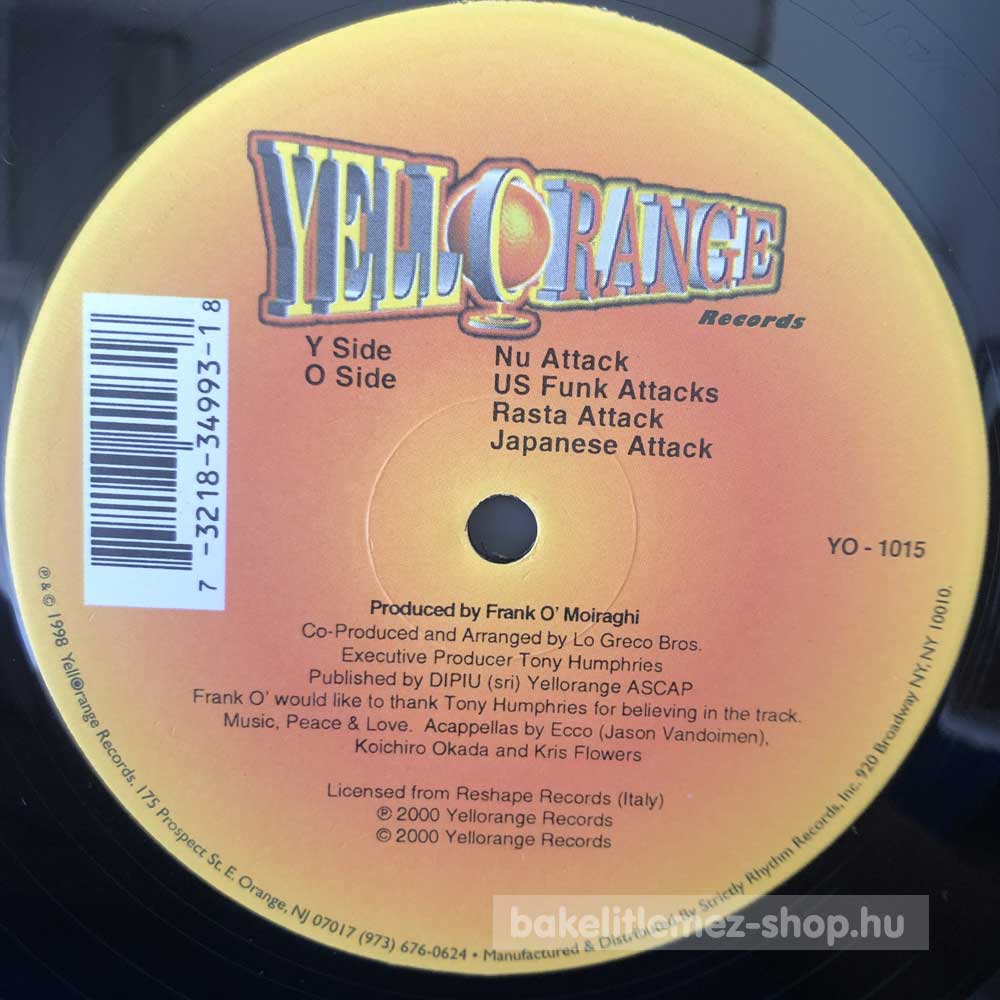 YELLORANGE
Records
Y Side Nu Attack
O Side US Funk Attacks
Rasta Attack
Japanese Attack
7 -3218-34993-1 8
YO - 1015
Produced by Frank O' Moiraghi
Co-Produced and Arranged by Lo Greco Bros.
Executive Producer Tony Humphries
Published by DIPIU (sri) Yellorange ASCAP
Frank O' would like to thank Tony Humphries for believing in the track.
Music, Peace & Love. Acappellas by Ecco (Jason Vandoimen),
Koichiro Okada and Kris Flowers
Licensed from Reshape Records (Italy)
℗ 2000 Yellorange Records
© 2000 Yellorange Records
℗ & © 1998 YellOrange Records. 175 Prospect St. E. Orange, NJ 07017 (973) 676-0624 • Manufactured & Distributed By Strictly Rhythm Records, Inc. 920 Broadway NY, NY 10010.
bakelitlemez-shop.hu